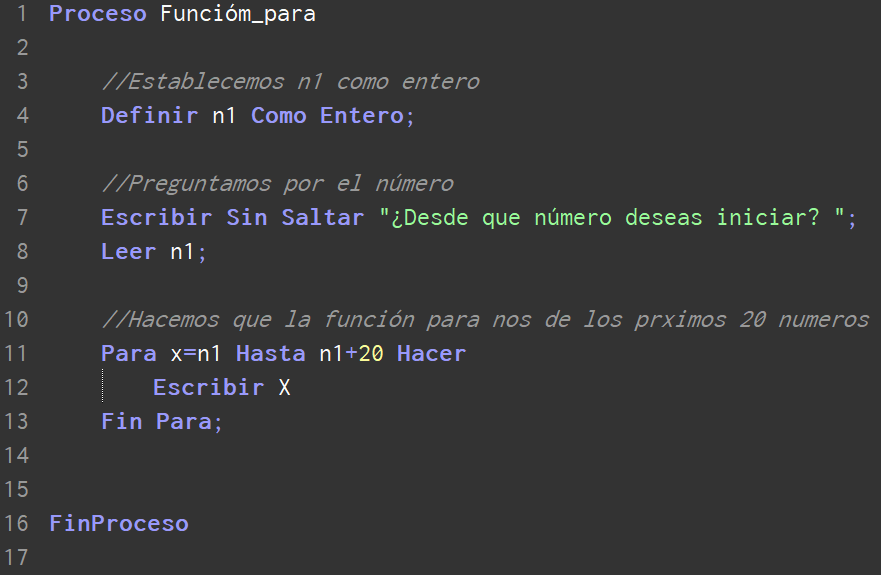 1 Proceso Funcióm_para
2
3 //Establecemos n1 como entero
4 Definir n1 Como Entero;
5
6 //Preguntamos por el número
7 Escribir Sin Saltar "¿Desde que número deseas iniciar? ";
8 Leer n1;
9
10 //Hacemos que la función para nos de los prximos 20 numeros
11 Para x=n1 Hasta n1+20 Hacer
12 Escribir X
13 Fin Para;
14
15
16 FinProceso
17